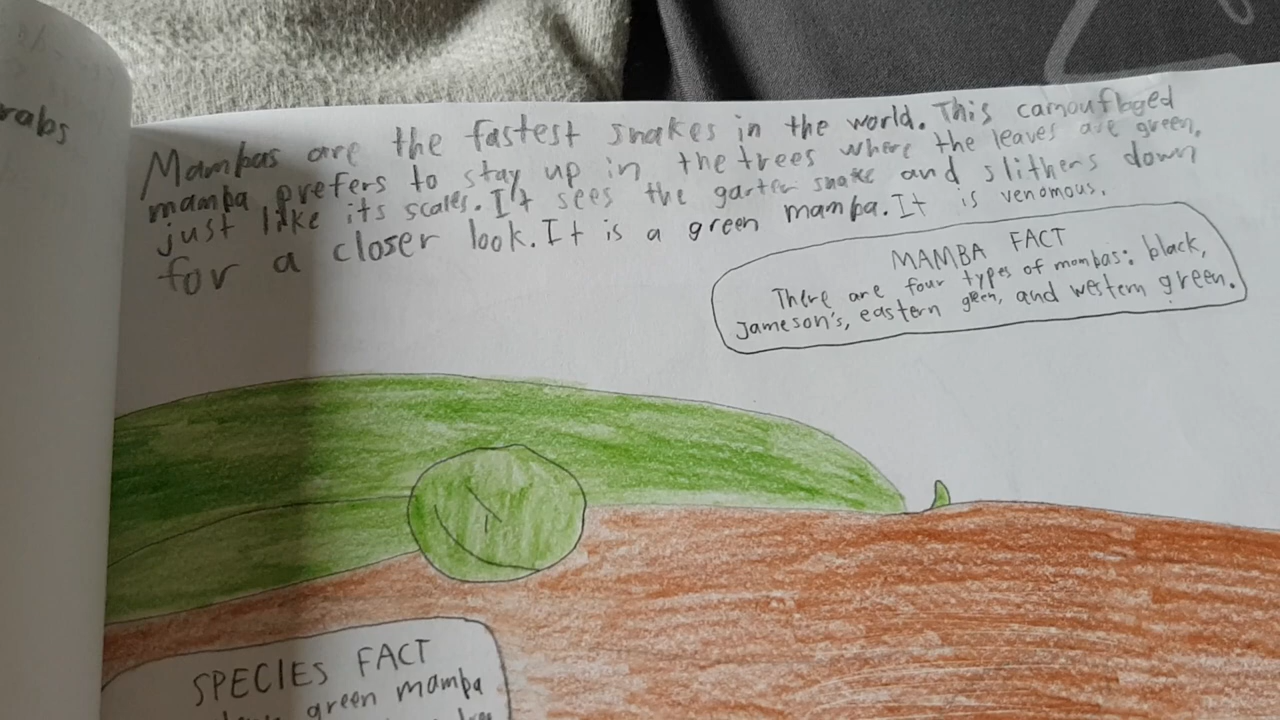 rabs
Mambas are the fastest snakes in the world. This camouflaged
mamba prefers to stay up in the trees where the leaves are green,
just like its scales. It sees the garter snake and slithers down
for a closer look. It is a green mamba. It is venomous.
MAMBA FACT
There are four types of mambas: black,
Jameson's, eastern green, and western green.
SPECIES FACT
green mamba